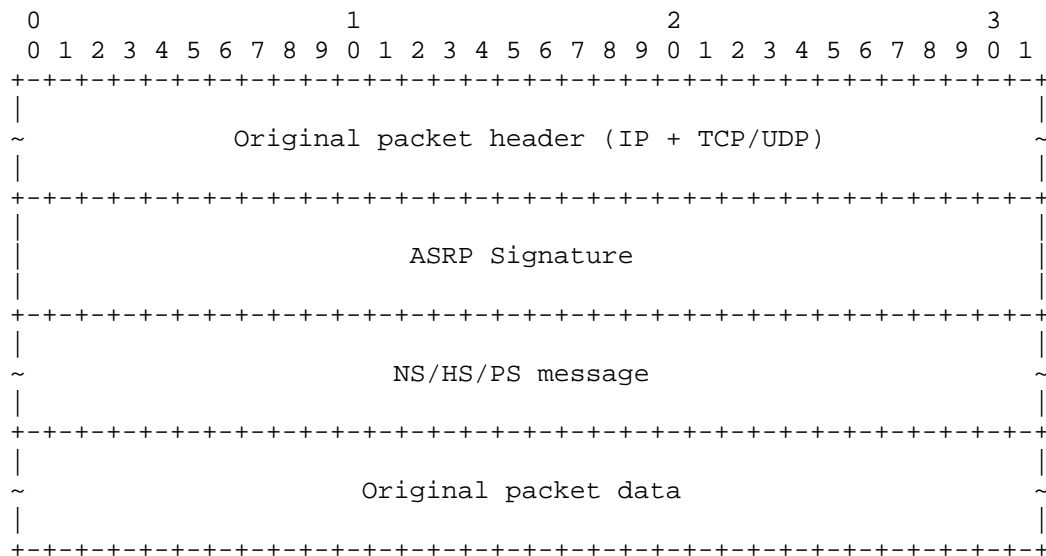 0                   1                   2                   3
 0 1 2 3 4 5 6 7 8 9 0 1 2 3 4 5 6 7 8 9 0 1 2 3 4 5 6 7 8 9 0 1
+-+-+-+-+-+-+-+-+-+-+-+-+-+-+-+-+-+-+-+-+-+-+-+-+-+-+-+-+-+-+-+-+
|                                                               |
~             Original packet header (IP + TCP/UDP)             ~
|                                                               |
+-+-+-+-+-+-+-+-+-+-+-+-+-+-+-+-+-+-+-+-+-+-+-+-+-+-+-+-+-+-+-+-+
|                                                               |
|                        ASRP Signature                         |
|                                                               |
+-+-+-+-+-+-+-+-+-+-+-+-+-+-+-+-+-+-+-+-+-+-+-+-+-+-+-+-+-+-+-+-+
|                                                               |
~                       NS/HS/PS message                        ~
|                                                               |
+-+-+-+-+-+-+-+-+-+-+-+-+-+-+-+-+-+-+-+-+-+-+-+-+-+-+-+-+-+-+-+-+
|                                                               |
~                     Original packet data                      ~
|                                                               |
+-+-+-+-+-+-+-+-+-+-+-+-+-+-+-+-+-+-+-+-+-+-+-+-+-+-+-+-+-+-+-+-+